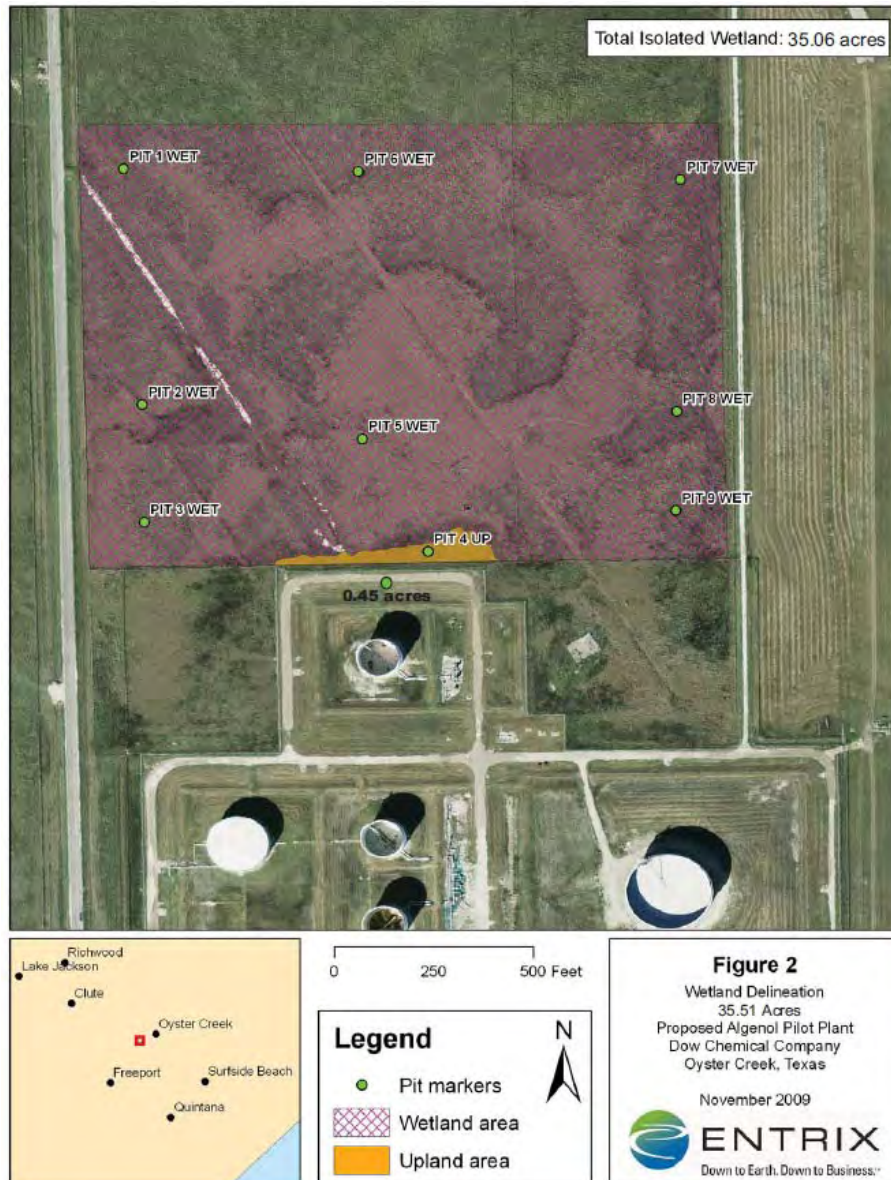 Total Isolated Wetland: 35.06 acres
PIT 1 WET
PIT 6 WET
PIT 7 WET
PIT 2 WET
PIT 8 WET
PIT 5 WET
PIT 3 WET
PIT 9 WET
PIT 4 UP
0.45 acres
Richwood
Lake Jackson
Clute
Oyster Creek
Freeport
Surfside Beach
Quintana
0 250 500 Feet
Legend
N
Pit markers
Wetland area
Upland area
Figure 2
Wetland Delineation
35.51 Acres
Proposed Algenol Pilot Plant
Dow Chemical Company
Oyster Creek, Texas
November 2009
ENTRIX
Down to Earth. Down to Business.™